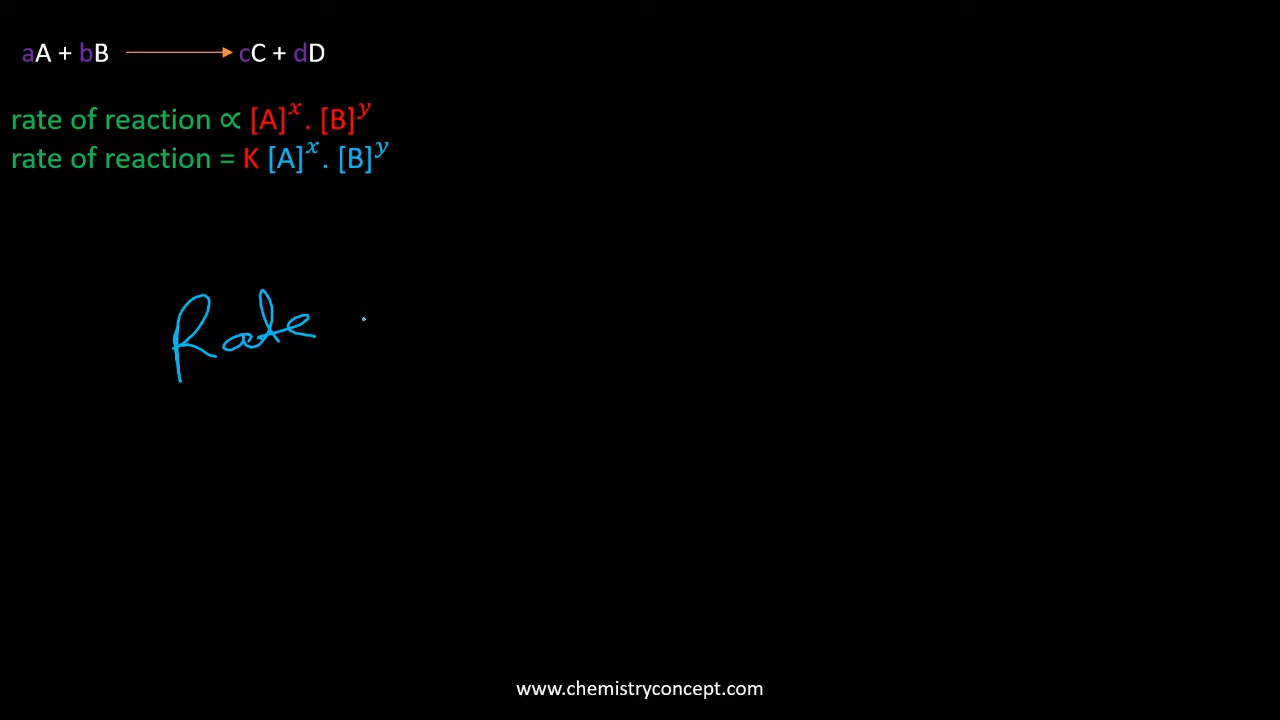 aA + bB ⟶ cC + dD
rate of reaction ∝ [A]ˣ . [B]ʸ
rate of reaction = K [A]ˣ . [B]ʸ
Rate
www.chemistryconcept.com